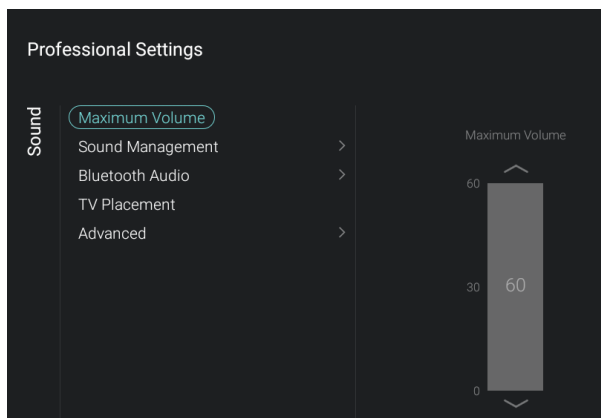 Professional Settings
Sound
Maximum Volume
Sound Management
Bluetooth Audio
TV Placement
Advanced
Maximum Volume
60
30
60
0